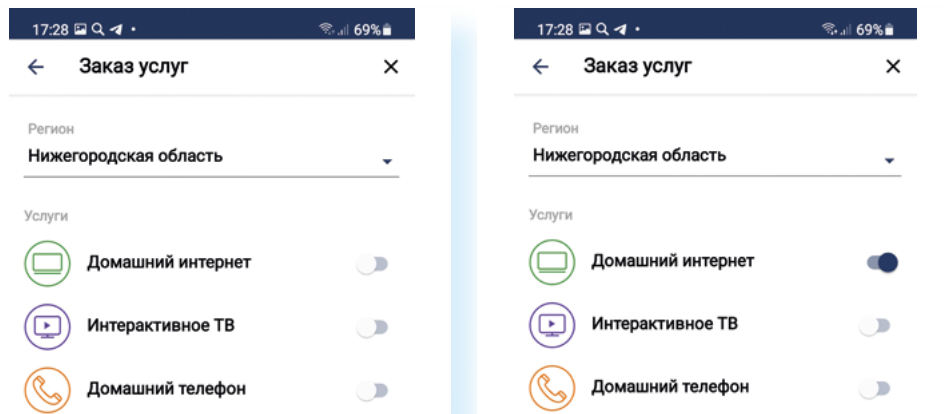 17:28
69%
Заказ услуг
Регион
Нижегородская область
Услуги
Домашний интернет
Интерактивное ТВ
Домашний телефон
17:28
69%
Заказ услуг
Регион
Нижегородская область
Услуги
Домашний интернет
Интерактивное ТВ
Домашний телефон